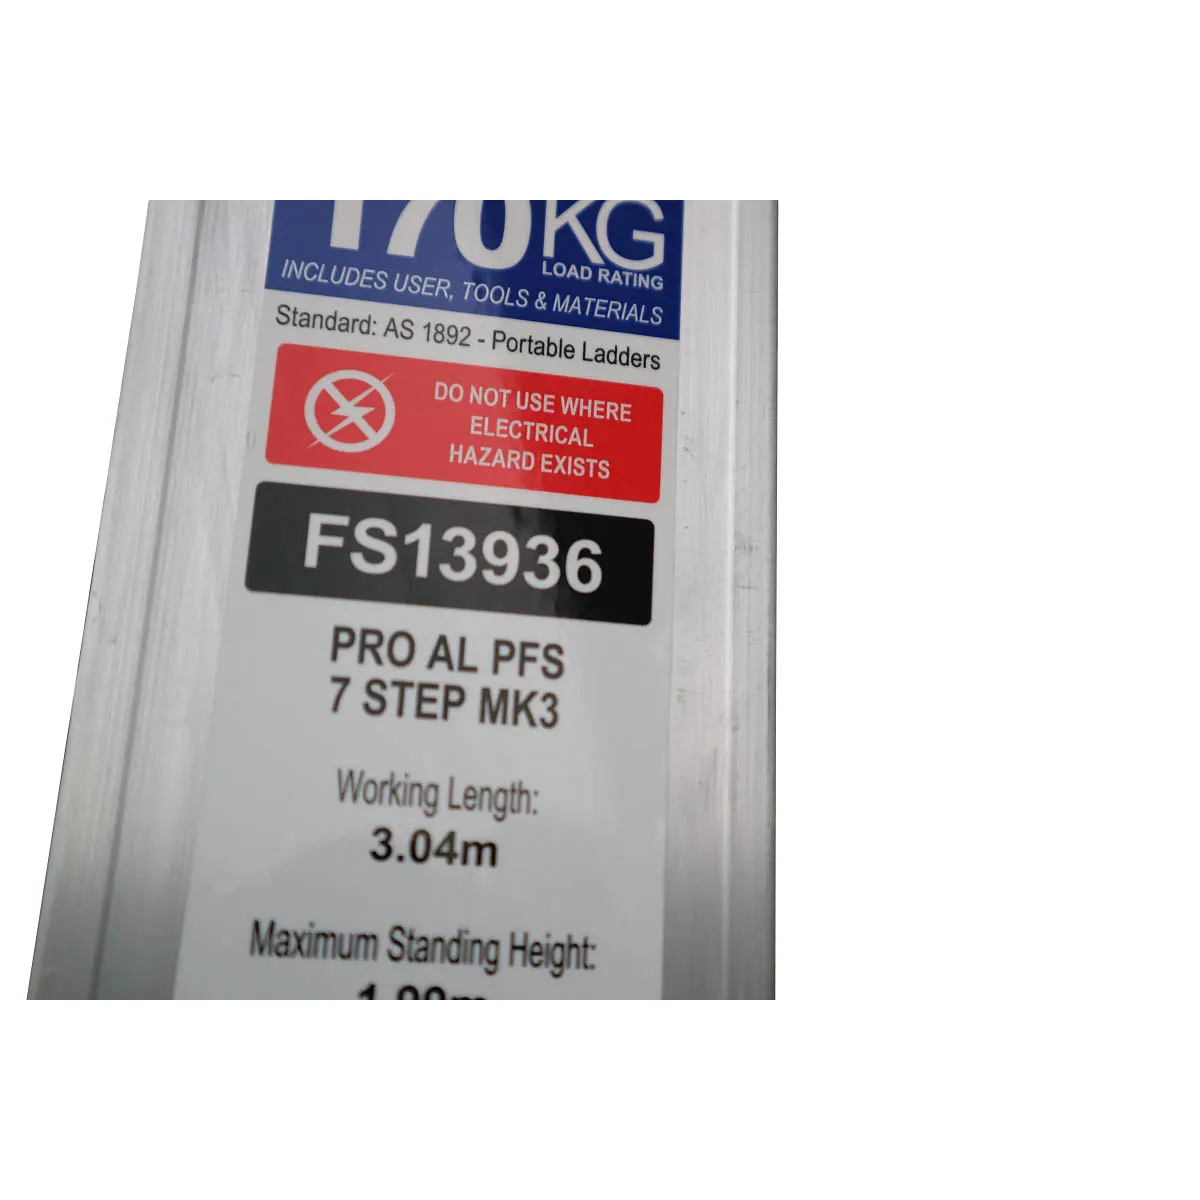 170 KG
LOAD RATING
INCLUDES USER, TOOLS & MATERIALS
Standard: AS 1892 - Portable Ladders
DO NOT USE WHERE
ELECTRICAL
HAZARD EXISTS
FS13936
PRO AL PFS
7 STEP MK3
Working Length:
3.04m
Maximum Standing Height: